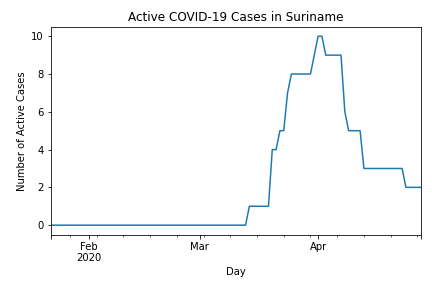 Active COVID-19 Cases in Suriname
Number of Active Cases
10
8
6
4
2
0
Feb
2020
Mar
Apr
Day